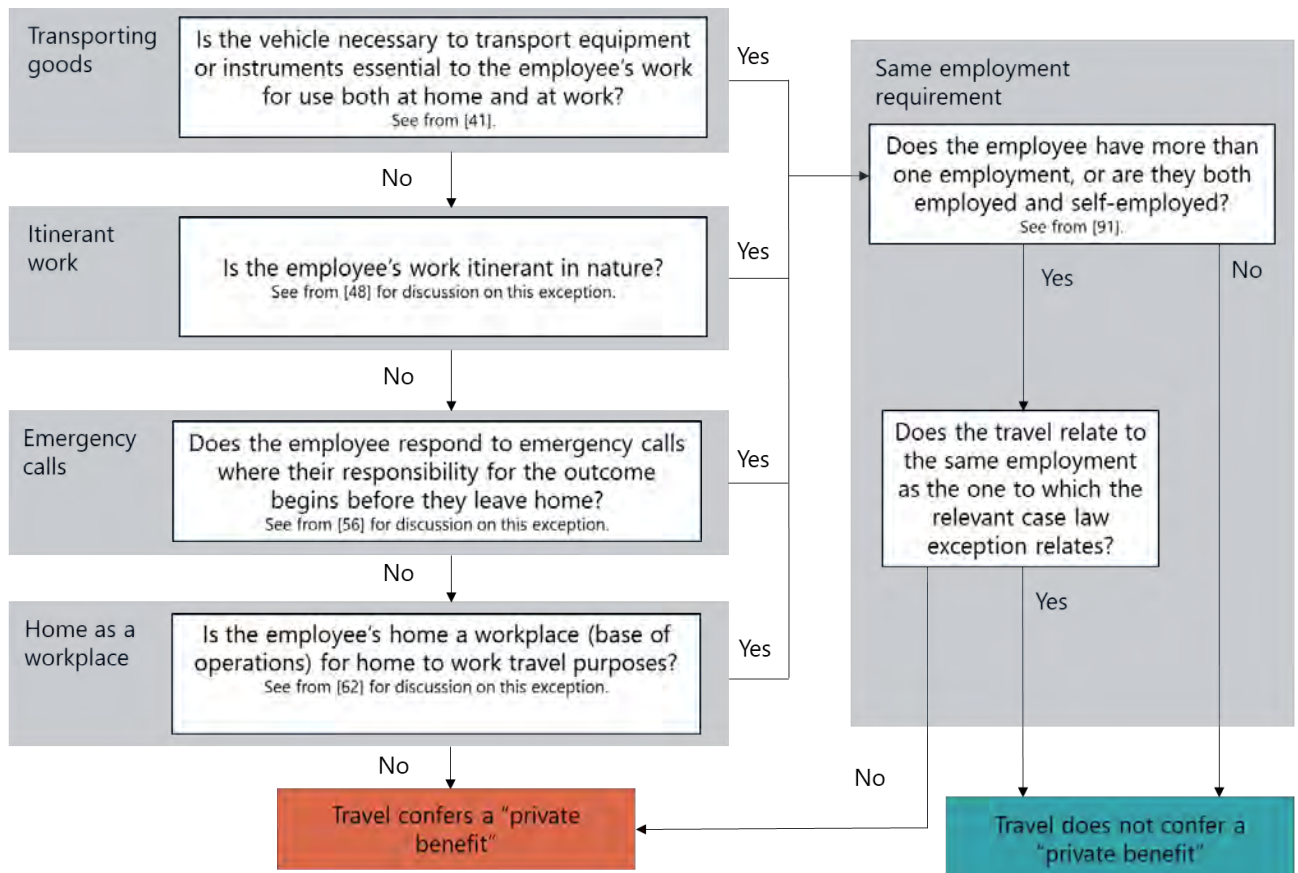 Transporting
goods
Is the vehicle necessary to transport equipment
or instruments essential to the employee's work
for use both at home and at work?
See from [41].
Yes
No
Itinerant
work
Is the employee's work itinerant in nature?
See from [48] for discussion on this exception.
Yes
No
Emergency
calls
Does the employee respond to emergency calls
where their responsibility for the outcome
begins before they leave home?
See from [56] for discussion on this exception.
Yes
No
Home as a
workplace
Is the employee's home a workplace (base of
operations) for home to work travel purposes?
See from [62] for discussion on this exception.
Yes
No
Travel confers a "private
benefit"
Same employment
requirement
Does the employee have more than
one employment, or are they both
employed and self-employed?
See from [91].
Yes
No
Does the travel relate to
the same employment
as the one to which the
relevant case law
exception relates?
Yes
No
Travel does not confer a
"private benefit"